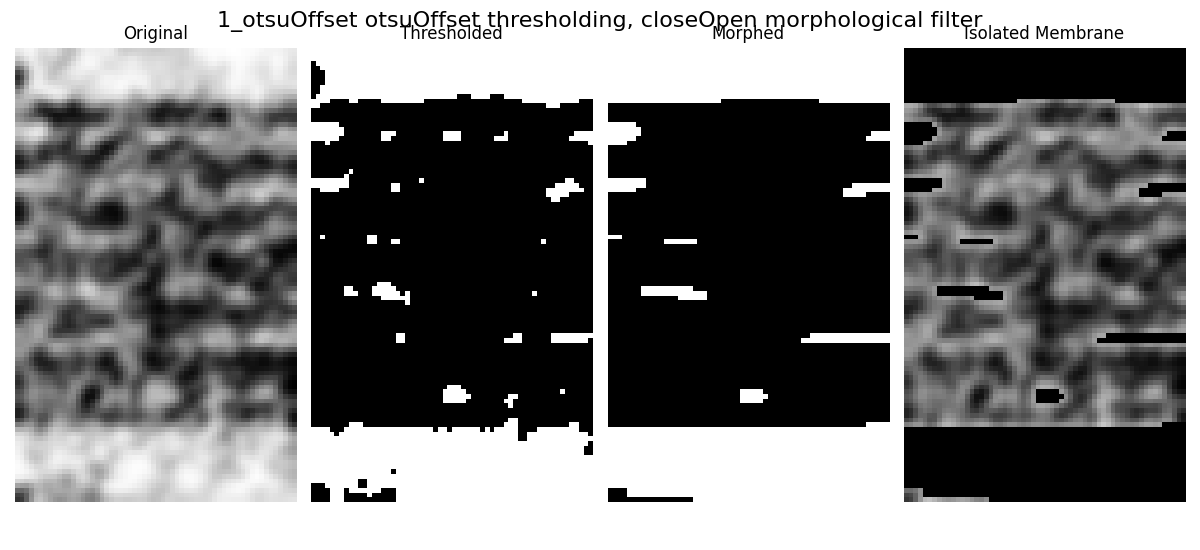 1_otsuOffset otsuOffset thresholding, closeOpen morphological filter
Original
Thresholded
Morphed
Isolated Membrane